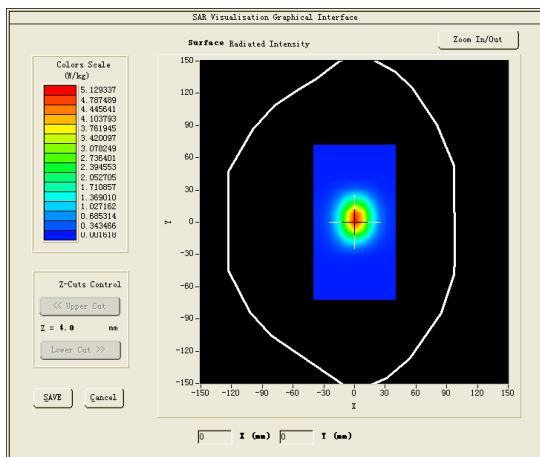 SAR Visualisation Graphical Interface
Surface Radiated Intensity
Zoom In/Out
Colors Scale
(W/kg)
5.129337
4.787489
4.445641
4.103793
3.761945
3.420097
3.078249
2.736401
2.394553
2.052705
1.710857
1.369010
1.027162
0.685314
0.343466
0.001618
Z-Cuts Control
<< Upper Cut
Z = 4.0 mm
Lower Cut >>
SAVE Cancel
150
120
90
60
30
0
-30
-60
-90
-120
-150
Y
-150 -120 -90 -60 -30 0 30 60 90 120 150
X
0 X (mm) 0 Y (mm)